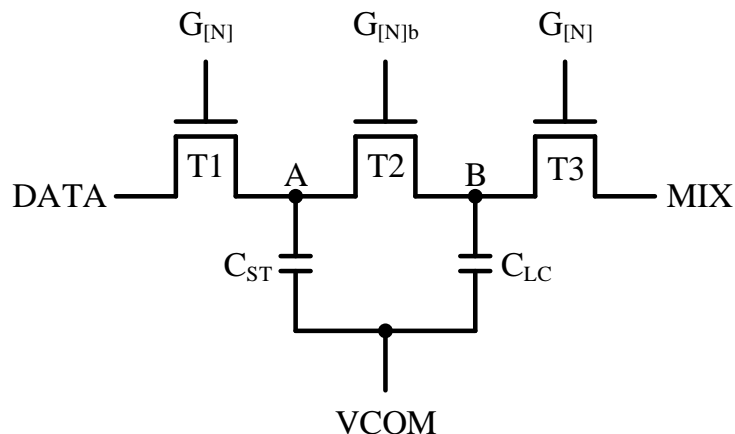 G[N] G[N]b G[N]
T1 A T2 B T3
DATA MIX
CST CLC
VCOM